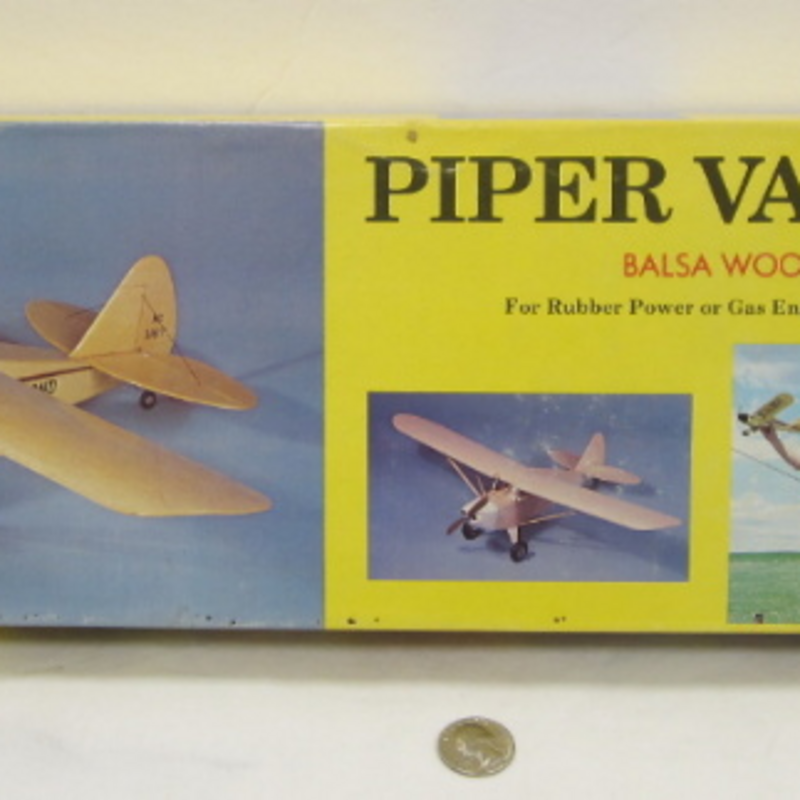 PIPER VA
BALSA WOO
For Rubber Power or Gas En